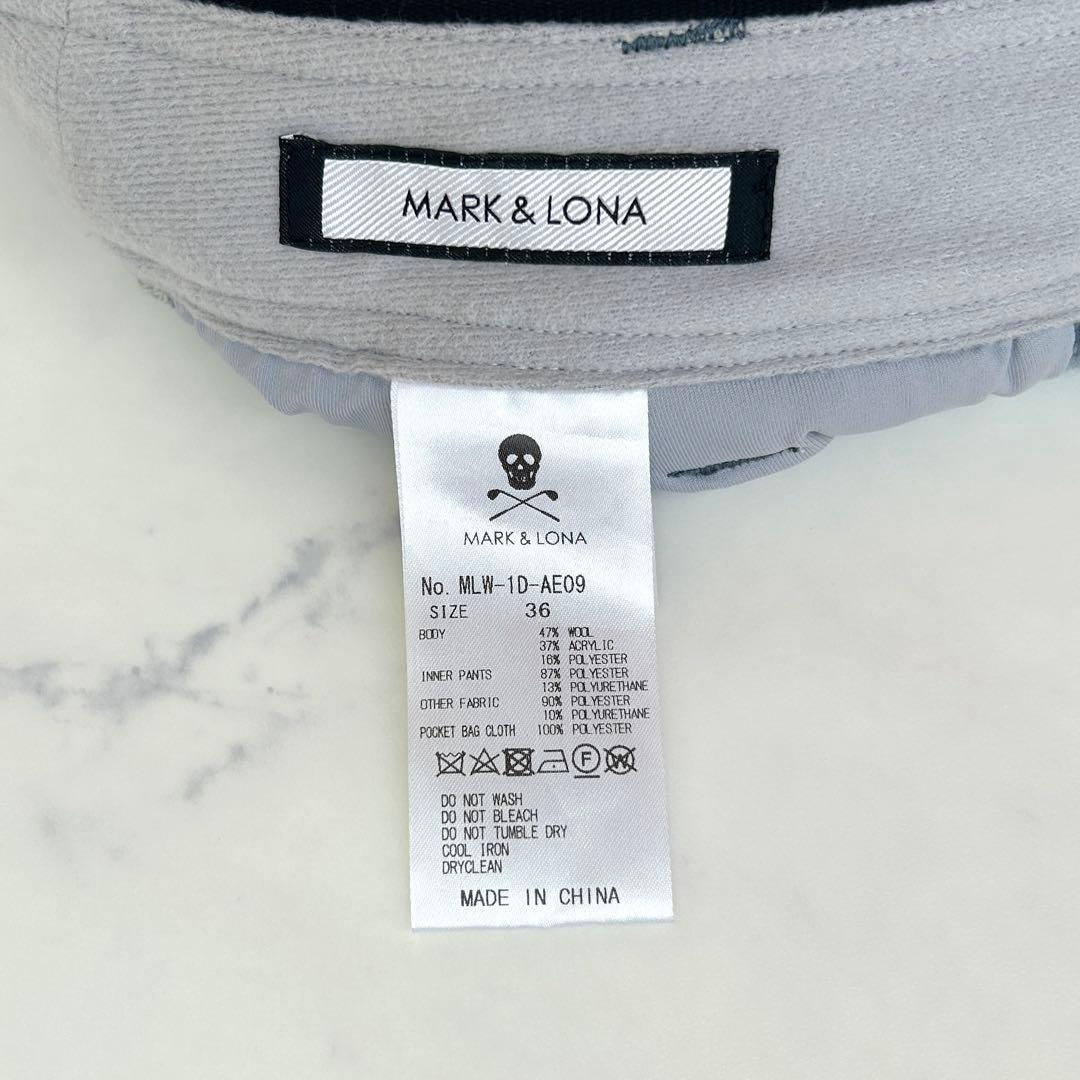 MARK & LONA
MARK & LONA
No. MLW-1D-AE09
SIZE 36
BODY 47% WOOL
37% ACRYLIC
16% POLYESTER
INNER PANTS 87% POLYESTER
13% POLYURETHANE
OTHER FABRIC 90% POLYESTER
10% POLYURETHANE
POCKET BAG CLOTH 100% POLYESTER
F W
DO NOT WASH
DO NOT BLEACH
DO NOT TUMBLE DRY
COOL IRON
DRYCLEAN
MADE IN CHINA